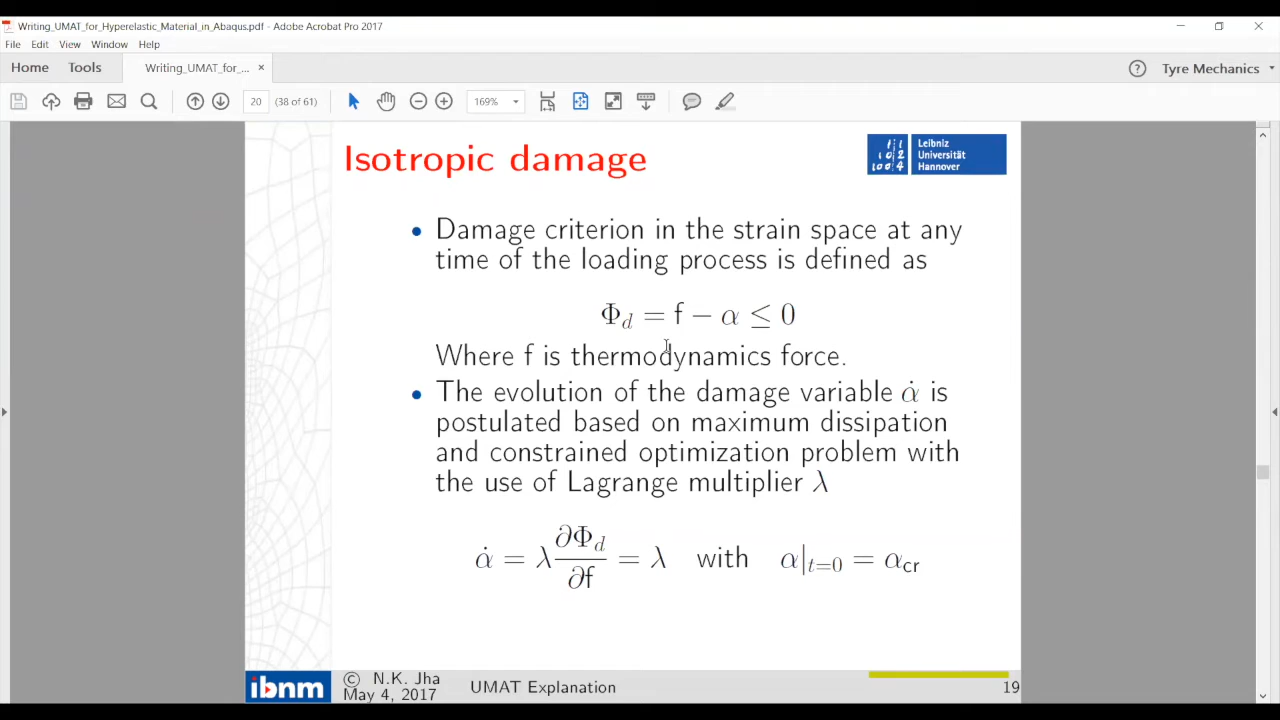 Writing_UMAT_for_Hyperelastic_Material_in_Abaqus.pdf - Adobe Acrobat Pro 2017
File Edit View Window Help
Home Tools Writing_UMAT_for_... × Tyre Mechanics
20 (38 of 61) 169%
Isotropic damage
Leibniz
Universität
Hannover
• Damage criterion in the strain space at any
time of the loading process is defined as
Φ_d = f − α ≤ 0
Where f is thermodynamics force.
• The evolution of the damage variable α̇ is
postulated based on maximum dissipation
and constrained optimization problem with
the use of Lagrange multiplier λ
α̇ = λ ∂Φ_d/∂f = λ with α|_{t=0} = α_cr
ibnm
© N.K. Jha
May 4, 2017
UMAT Explanation
19